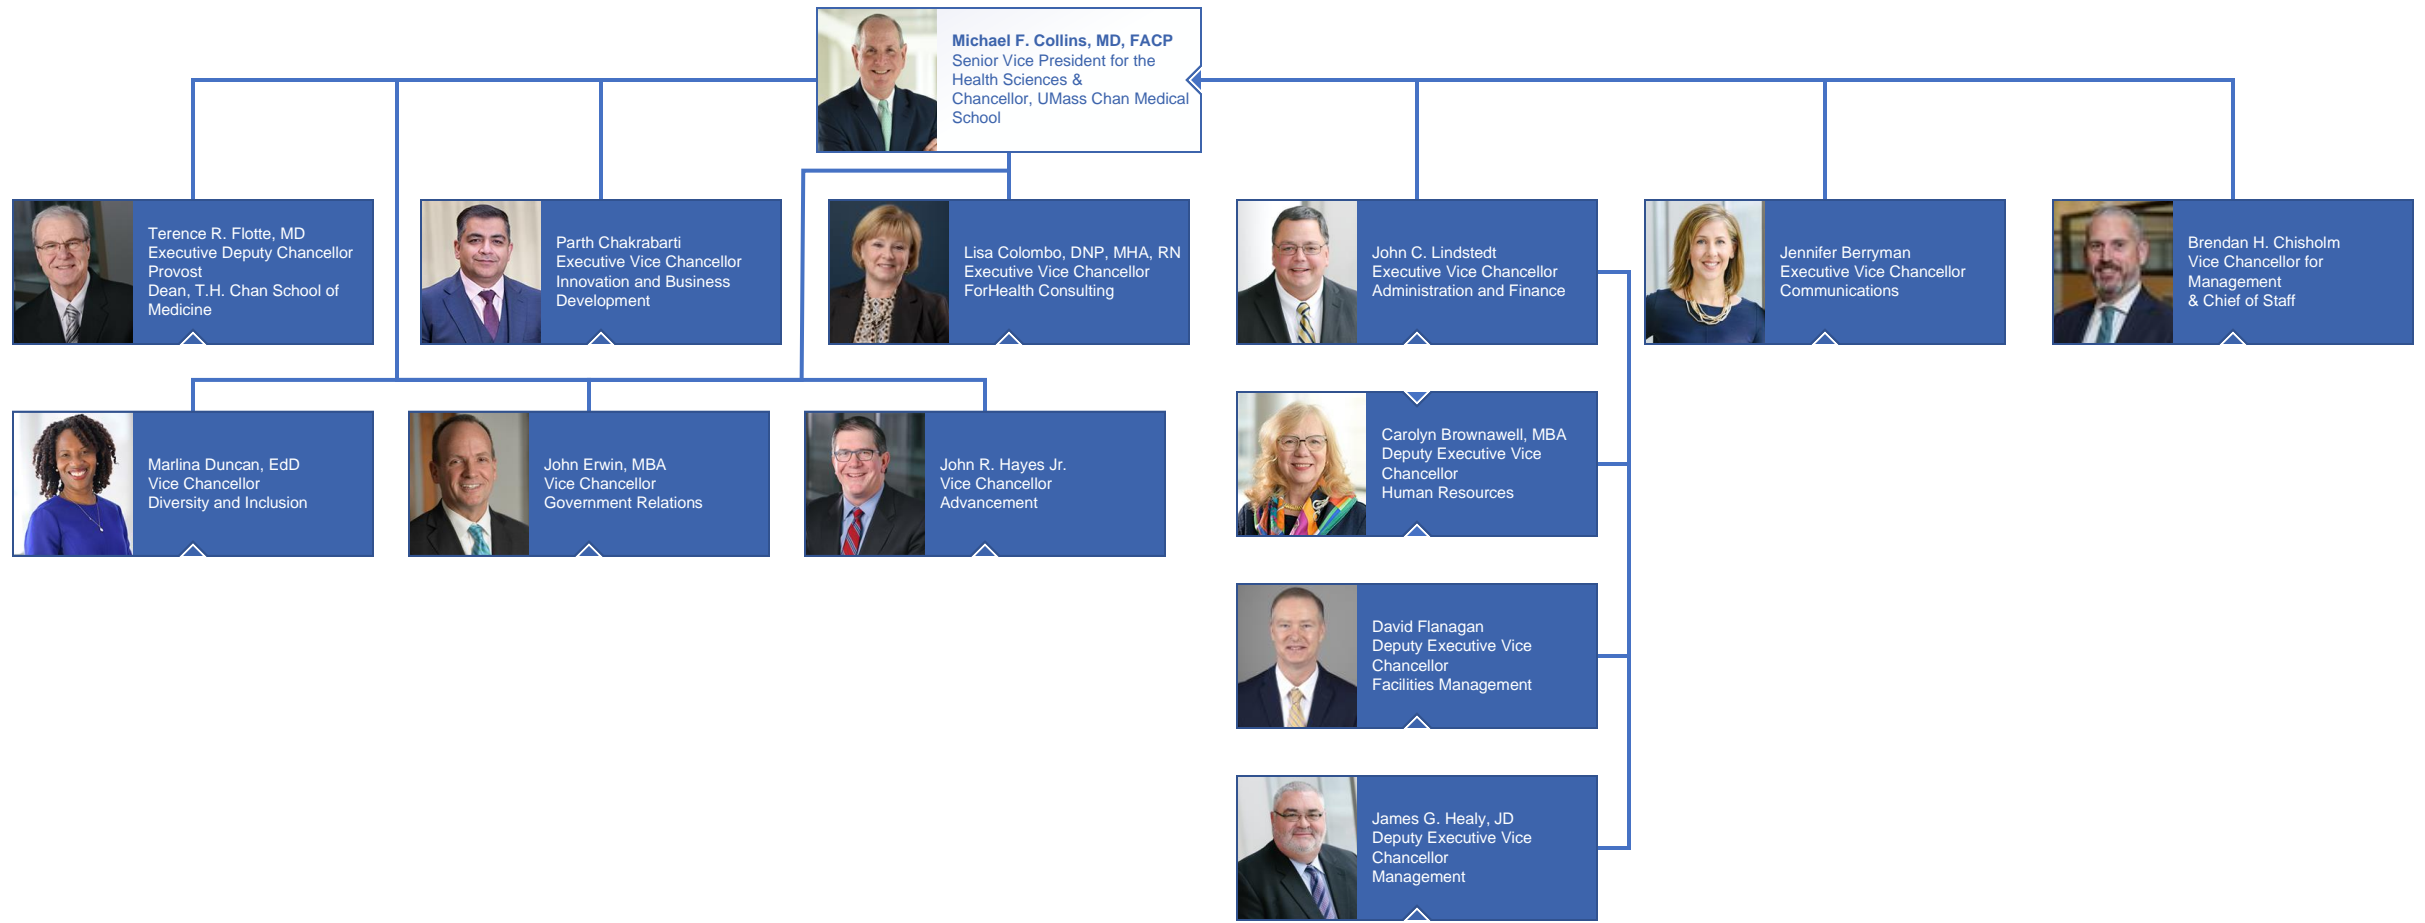 Michael F. Collins, MD, FACP
Senior Vice President for the
Health Sciences &
Chancellor, UMass Chan Medical
School
Terence R. Flotte, MD
Executive Deputy Chancellor
Provost
Dean, T.H. Chan School of
Medicine
Parth Chakrabarti
Executive Vice Chancellor
Innovation and Business
Development
Lisa Colombo, DNP, MHA, RN
Executive Vice Chancellor
ForHealth Consulting
John C. Lindstedt
Executive Vice Chancellor
Administration and Finance
Jennifer Berryman
Executive Vice Chancellor
Communications
Brendan H. Chisholm
Vice Chancellor for
Management
& Chief of Staff
Marlina Duncan, EdD
Vice Chancellor
Diversity and Inclusion
John Erwin, MBA
Vice Chancellor
Government Relations
John R. Hayes Jr.
Vice Chancellor
Advancement
Carolyn Brownawell, MBA
Deputy Executive Vice
Chancellor
Human Resources
David Flanagan
Deputy Executive Vice
Chancellor
Facilities Management
James G. Healy, JD
Deputy Executive Vice
Chancellor
Management